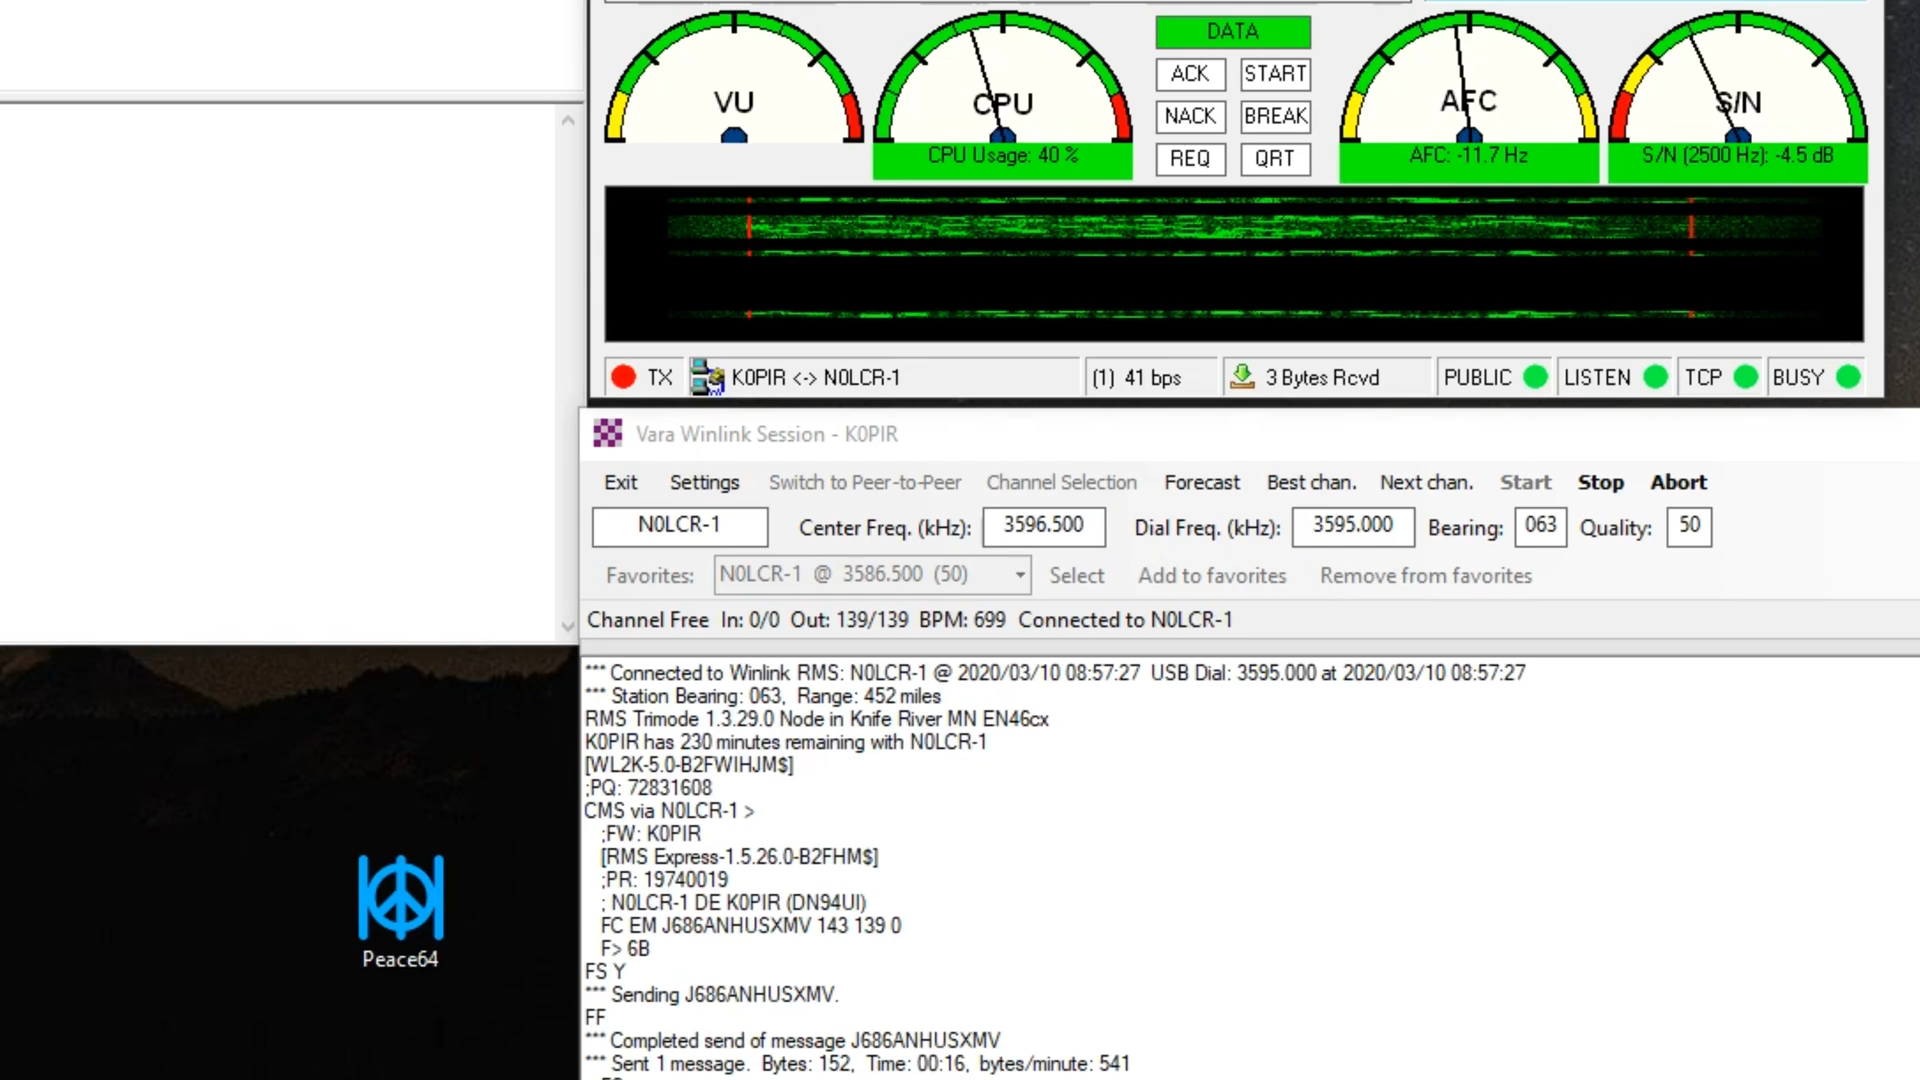 VU
CPU
CPU Usage: 40 %
DATA
ACK
START
NACK
BREAK
REQ
QRT
AFC
AFC: -11.7 Hz
S/N
S/N (2500 Hz): -4.5 dB
TX K0PIR <-> N0LCR-1 (1) 41 bps 3 Bytes Rcvd PUBLIC LISTEN TCP BUSY
Vara Winlink Session - K0PIR
Exit Settings Switch to Peer-to-Peer Channel Selection Forecast Best chan. Next chan. Start Stop Abort
N0LCR-1 Center Freq. (kHz): 3596.500 Dial Freq. (kHz): 3595.000 Bearing: 063 Quality: 50
Favorites: N0LCR-1 @ 3586.500 (50) Select Add to favorites Remove from favorites
Channel Free In: 0/0 Out: 139/139 BPM: 699 Connected to N0LCR-1
*** Connected to Winlink RMS: N0LCR-1 @ 2020/03/10 08:57:27 USB Dial: 3595.000 at 2020/03/10 08:57:27
*** Station Bearing: 063, Range: 452 miles
RMS Trimode 1.3.29.0 Node in Knife River MN EN46cx
K0PIR has 230 minutes remaining with N0LCR-1
[WL2K-5.0-B2FWIHJM$]
;PQ: 72831608
CMS via N0LCR-1 >
;FW: K0PIR
[RMS Express-1.5.26.0-B2FHM$]
;PR: 19740019
; N0LCR-1 DE K0PIR (DN94UI)
FC EM J686ANHUSXMV 143 139 0
F> 6B
FS Y
*** Sending J686ANHUSXMV.
FF
*** Completed send of message J686ANHUSXMV
*** Sent 1 message. Bytes: 152, Time: 00:16, bytes/minute: 541
Peace64